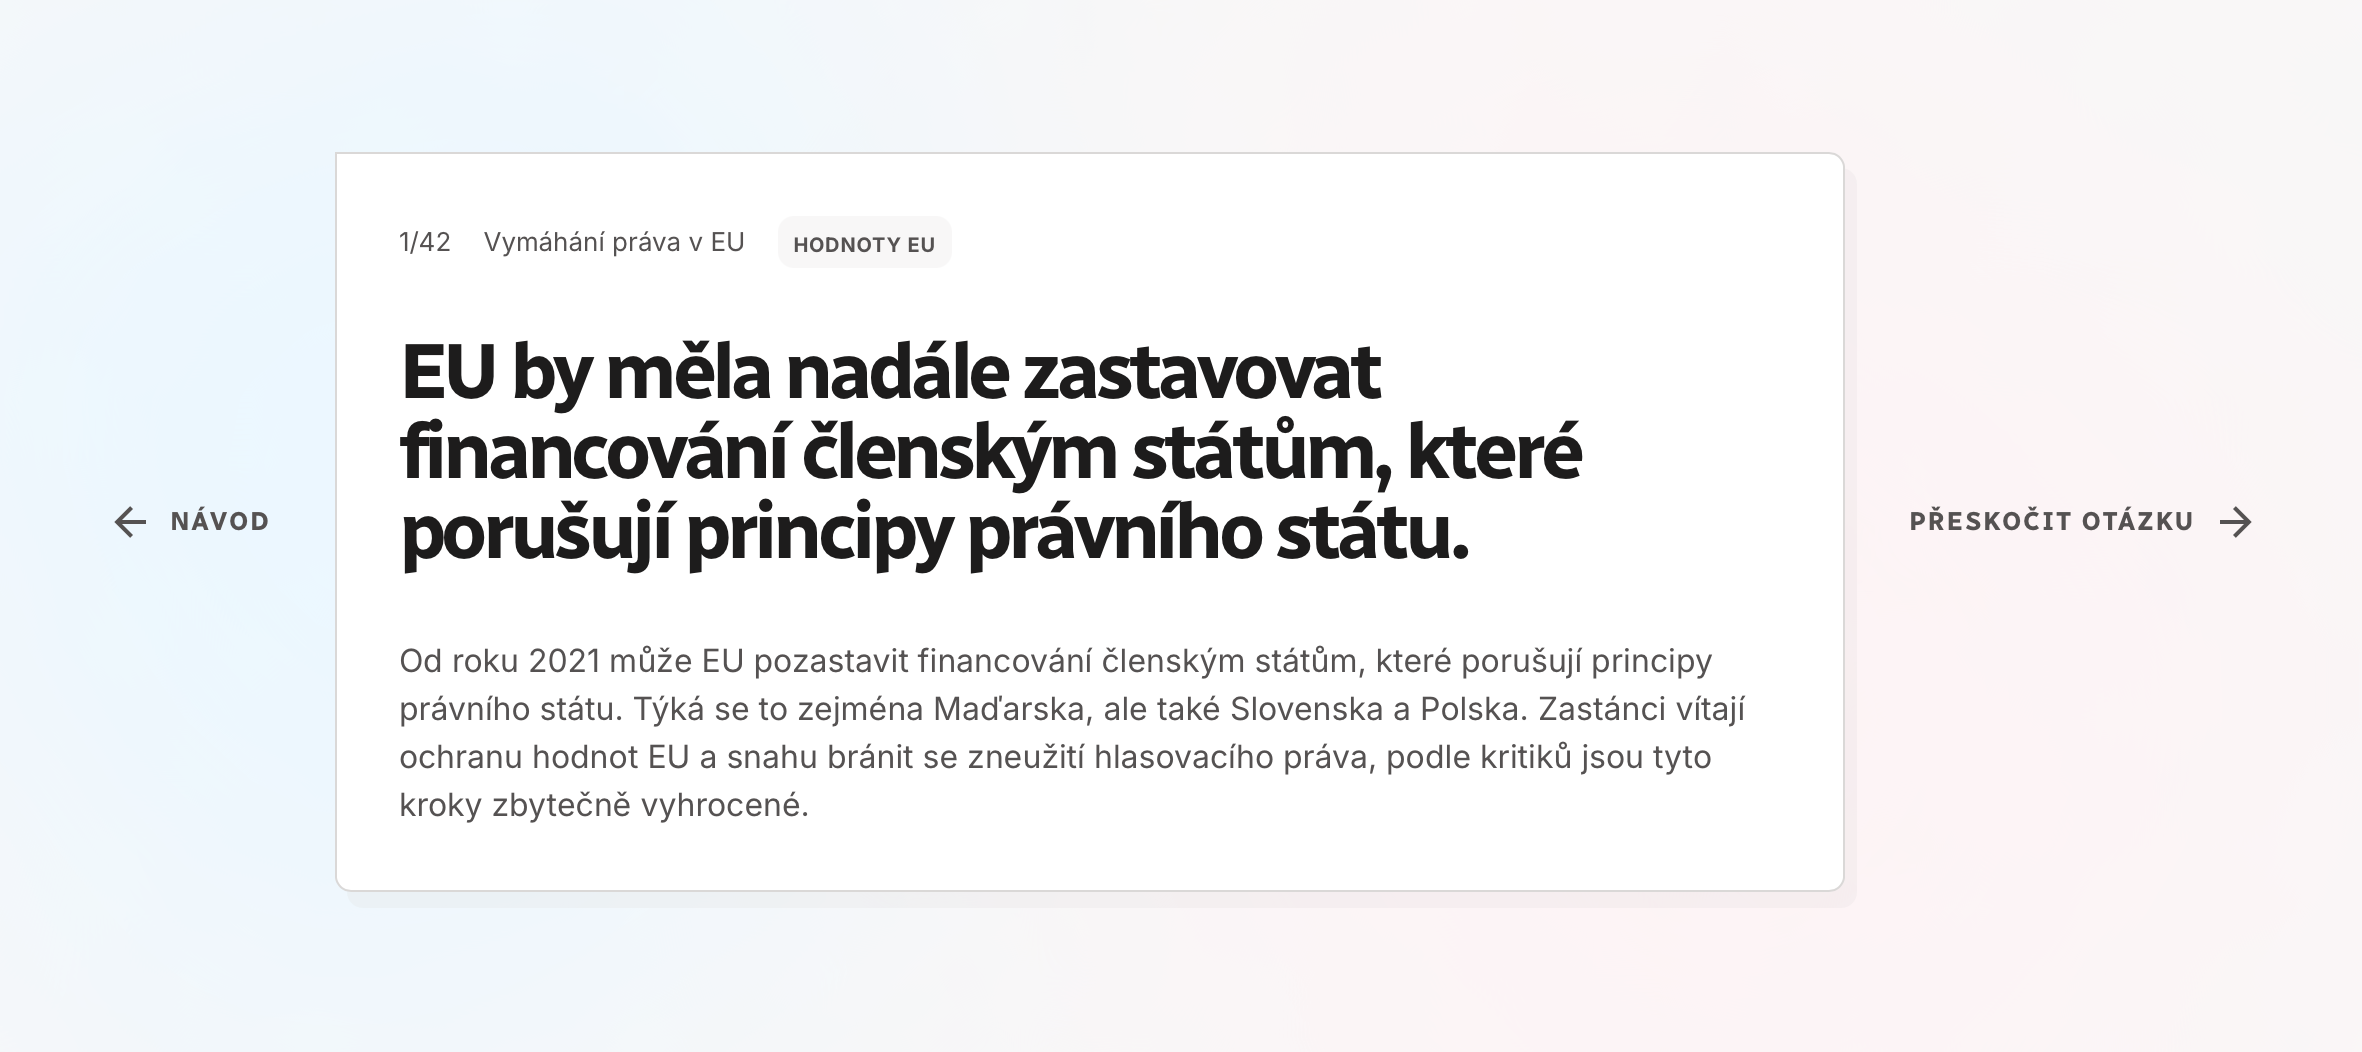 1/42 Vymáhání práva v EU HODNOTY EU
EU by měla nadále zastavovat
financování členským státům, které
porušují principy právního státu.
← NÁVOD
PŘESKOČIT OTÁZKU →
Od roku 2021 může EU pozastavit financování členským státům, které porušují principy
právního státu. Týká se to zejména Maďarska, ale také Slovenska a Polska. Zastánci vítají
ochranu hodnot EU a snahu bránit se zneužití hlasovacího práva, podle kritiků jsou tyto
kroky zbytečně vyhrocené.